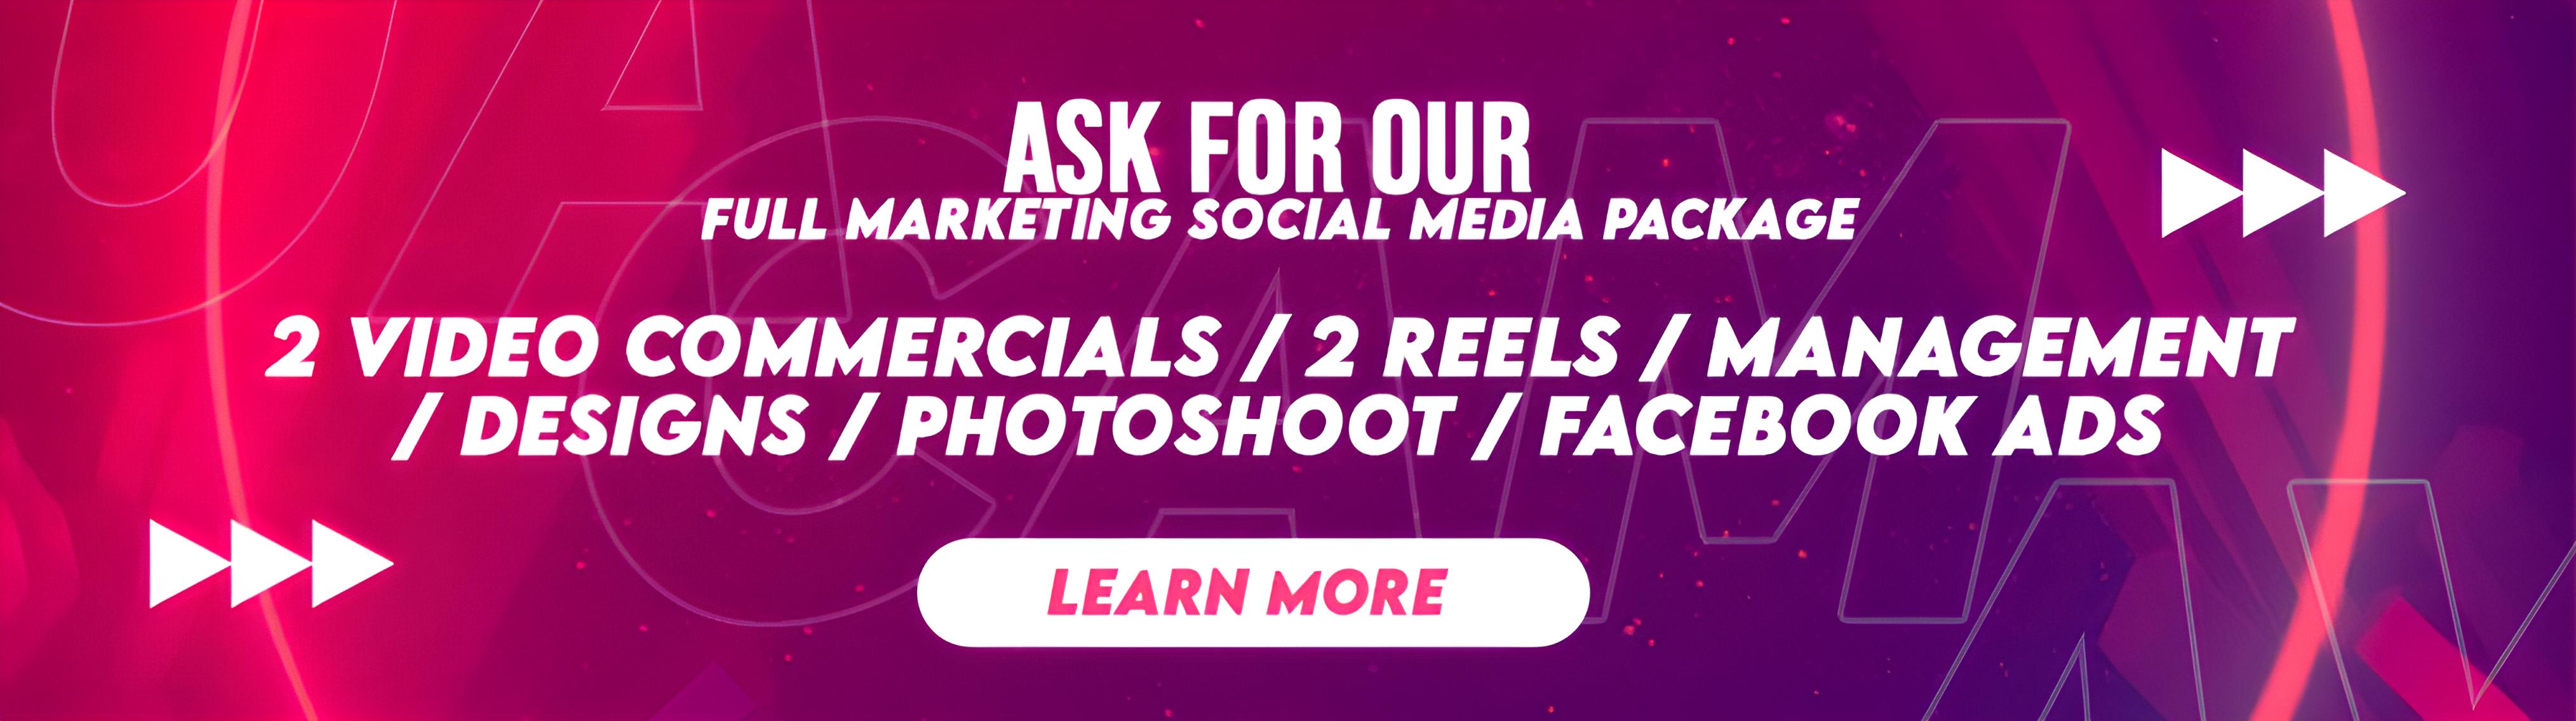 ASK FOR OUR
FULL MARKETING SOCIAL MEDIA PACKAGE
2 VIDEO COMMERCIALS / 2 REELS / MANAGEMENT
/ DESIGNS / PHOTOSHOOT / FACEBOOK ADS
LEARN MORE